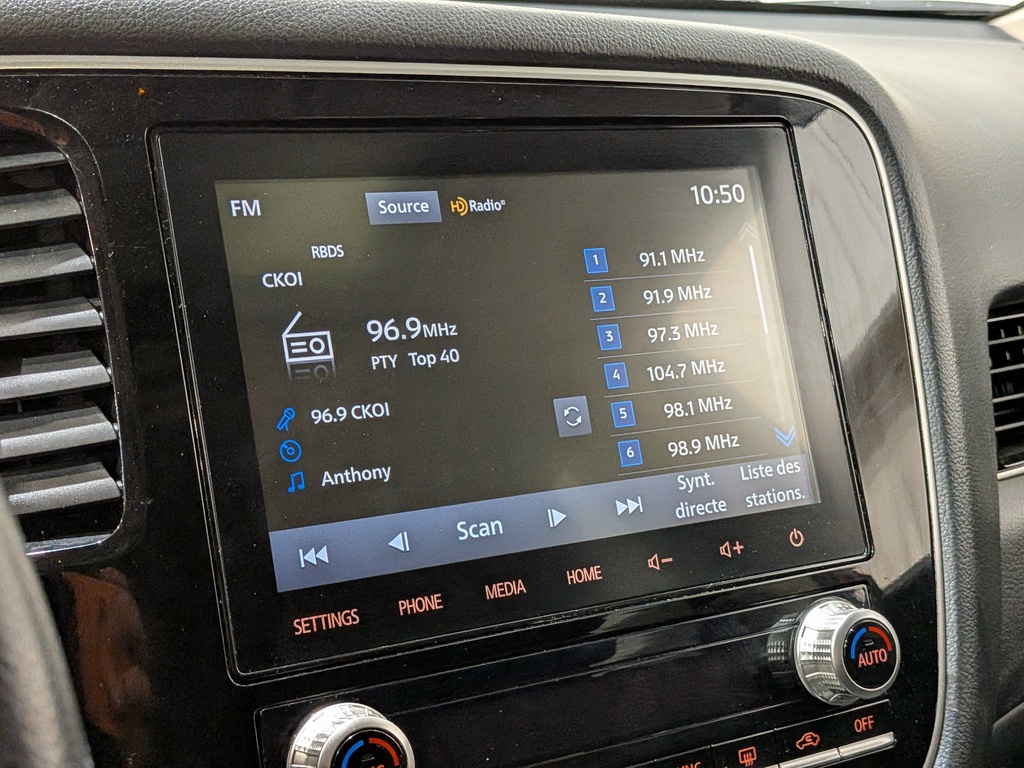 FM
Source
HD Radio®
10:50
RBDS
CKOI
96.9 MHz
PTY Top 40
96.9 CKOI
Anthony
1 91.1 MHz
2 91.9 MHz
3 97.3 MHz
4 104.7 MHz
5 98.1 MHz
6 98.9 MHz
Scan
Synt.
directe
Liste des
stations.
SETTINGS
PHONE
MEDIA
HOME
AUTO
OFF